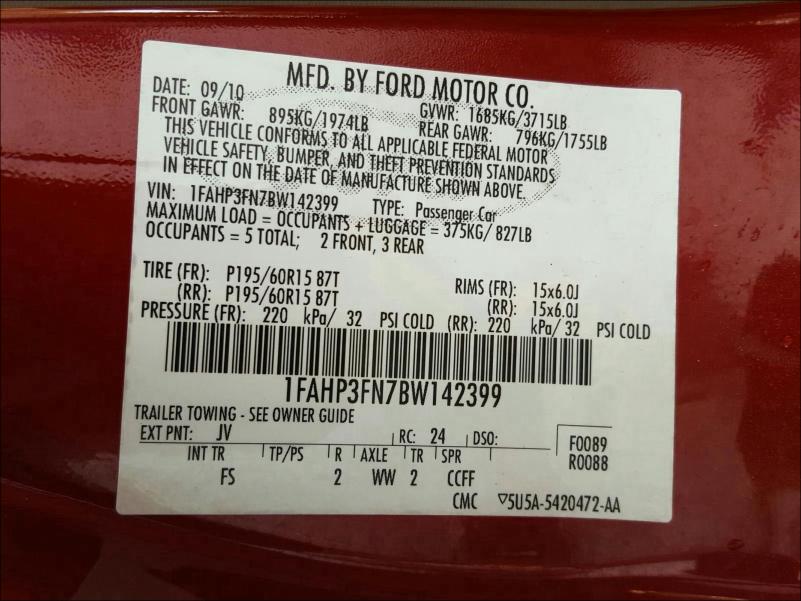 MFD. BY FORD MOTOR CO.
DATE: 09/10 GVWR: 1685KG/3715LB
FRONT GAWR: 895KG/1974LB REAR GAWR: 796KG/1755LB
THIS VEHICLE CONFORMS TO ALL APPLICABLE FEDERAL MOTOR
VEHICLE SAFETY, BUMPER, AND THEFT PREVENTION STANDARDS
IN EFFECT ON THE DATE OF MANUFACTURE SHOWN ABOVE.
VIN: 1FAHP3FN7BW142399 TYPE: Passenger Car
MAXIMUM LOAD = OCCUPANTS + LUGGAGE = 375KG/ 827LB
OCCUPANTS = 5 TOTAL; 2 FRONT, 3 REAR
TIRE (FR): P195/60R15 87T RIMS (FR): 15x6.0J
(RR): P195/60R15 87T (RR): 15x6.0J
PRESSURE (FR): 220 kPa/ 32 PSI COLD (RR): 220 kPa/ 32 PSI COLD
1FAHP3FN7BW142399
TRAILER TOWING - SEE OWNER GUIDE
EXT PNT: JV RC: 24 DSO: F0089
INT TR TP/PS R AXLE TR SPR R0088
FS 2 WW 2 CCFF
CMC ▽5U5A-5420472-AA